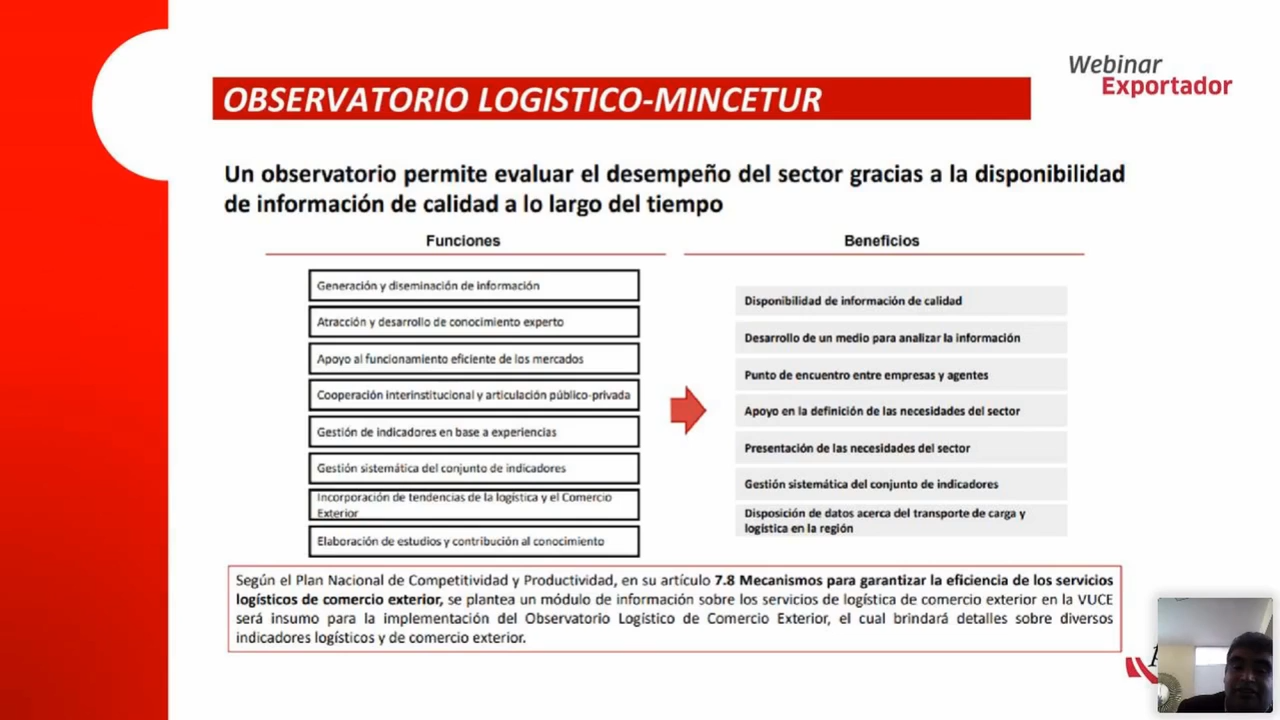 Webinar
Exportador
OBSERVATORIO LOGISTICO-MINCETUR
Un observatorio permite evaluar el desempeño del sector gracias a la disponibilidad
de información de calidad a lo largo del tiempo
Funciones
Generación y diseminación de información
Atracción y desarrollo de conocimiento experto
Apoyo al funcionamiento eficiente de los mercados
Cooperación interinstitucional y articulación público-privada
Gestión de indicadores en base a experiencias
Gestión sistemática del conjunto de indicadores
Incorporación de tendencias de la logística y el Comercio
Exterior
Elaboración de estudios y contribución al conocimiento
Beneficios
Disponibilidad de información de calidad
Desarrollo de un medio para analizar la información
Punto de encuentro entre empresas y agentes
Apoyo en la definición de las necesidades del sector
Presentación de las necesidades del sector
Gestión sistemática del conjunto de indicadores
Disposición de datos acerca del transporte de carga y
logística en la región
Según el Plan Nacional de Competitividad y Productividad, en su artículo 7.8 Mecanismos para garantizar la eficiencia de los servicios
logísticos de comercio exterior, se plantea un módulo de información sobre los servicios de logística de comercio exterior en la VUCE
será insumo para la implementación del Observatorio Logístico de Comercio Exterior, el cual brindará detalles sobre diversos
indicadores logísticos y de comercio exterior.